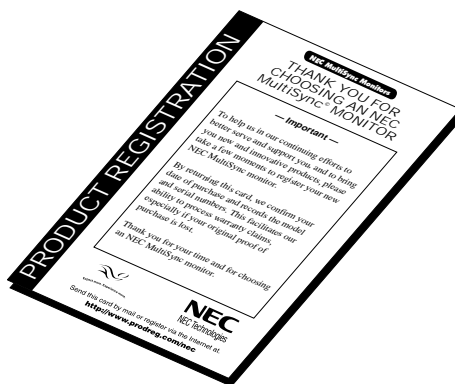 PRODUCT REGISTRATION
NEC MultiSync Monitors
THANK YOU FOR
CHOOSING AN NEC
MultiSync® MONITOR
— Important —
To help us in our continuing efforts to
better serve and support you, and to bring
you new and innovative products, please
take a few moments to register your new
NEC MultiSync monitor.
By returning this card, we confirm your
date of purchase and records the model
and serial numbers. This facilitates our
ability to process warranty claims,
especially if your original proof of
purchase is lost.
Thank you for your time and for choosing
an NEC MultiSync monitor.
NEC
NEC Technologies
Send this card by mail or register via the Internet at:
http://www.prodreg.com/nec